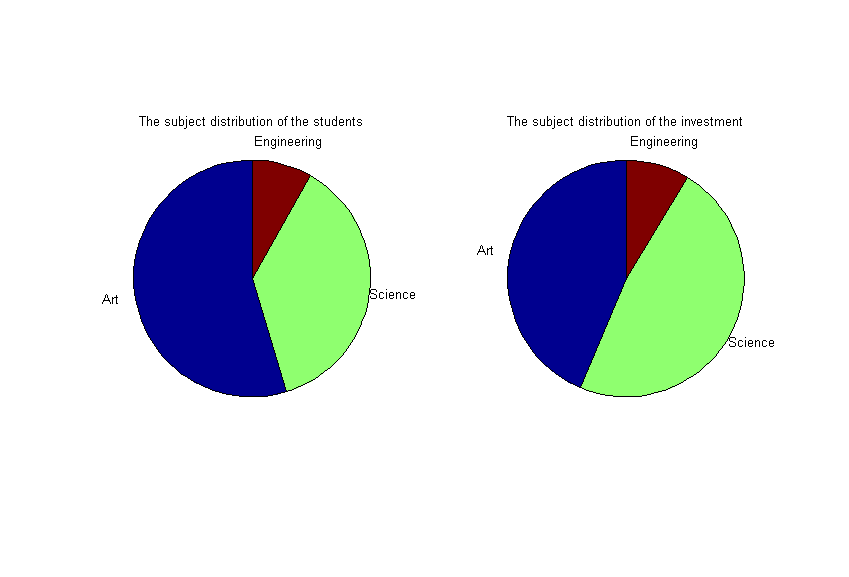 The subject distribution of the students
Engineering
Art
Science
The subject distribution of the investment
Engineering
Art
Science